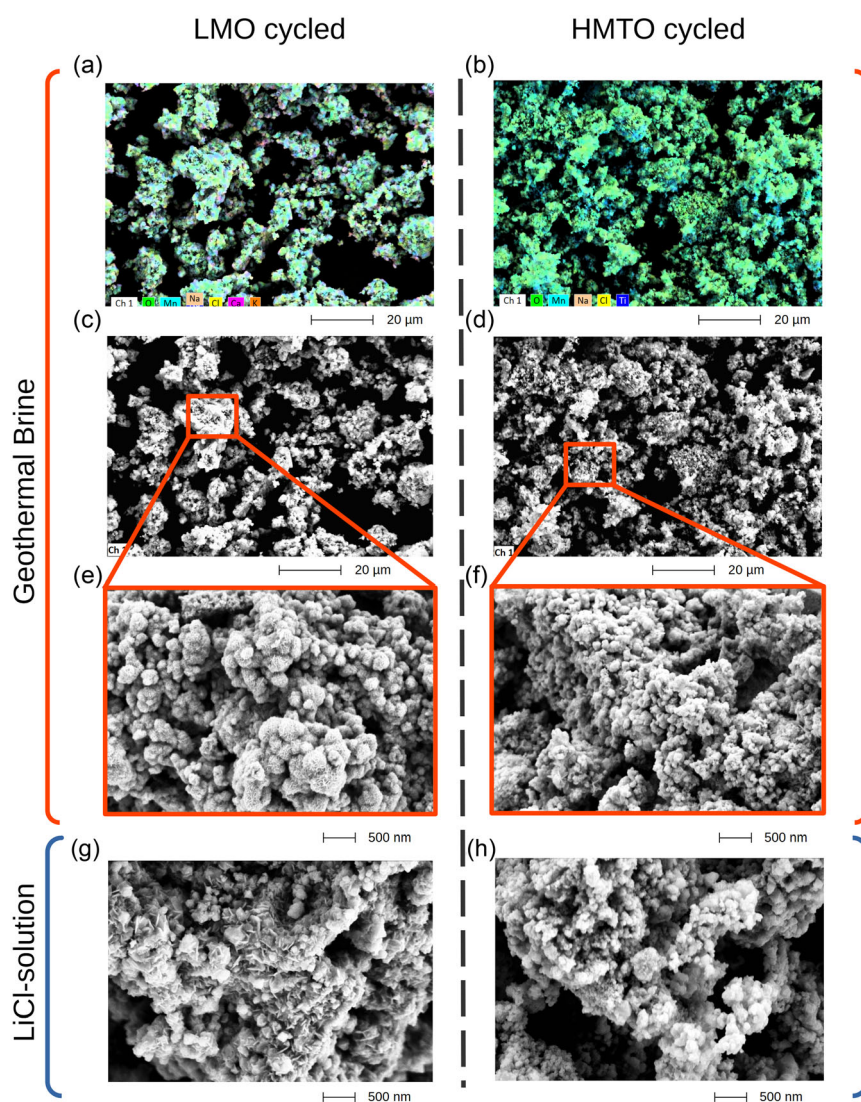 LMO cycled HMTO cycled
(a) (b)
Ch 1 O Mn Na Cl Ca K
20 µm
Ch 1 O Mn Na Cl Ti
20 µm
(c) (d)
Ch 1
20 µm
Ch 1
20 µm
(e) (f)
500 nm 500 nm
Geothermal Brine
(g) (h)
500 nm 500 nm
LiCl-solution